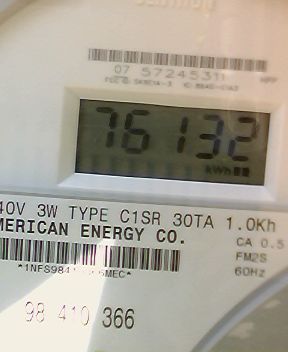 07 57245311
76132
kWh
40V 3W TYPE C1SR 30TA 1.0Kh
MERICAN ENERGY CO.
CA 0.5
FM2S
60Hz
98 410 366